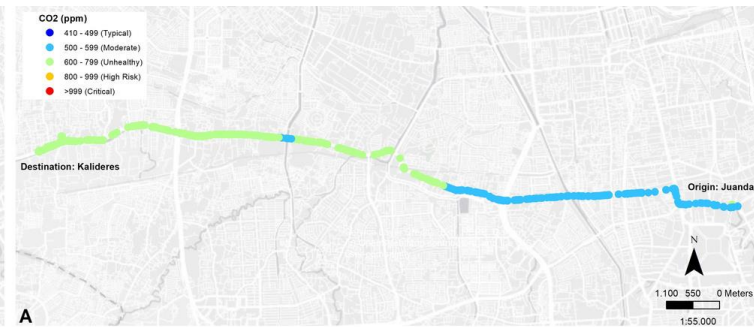 CO2 (ppm)
410 - 499 (Typical)
500 - 599 (Moderate)
600 - 799 (Unhealthy)
800 - 999 (High Risk)
>999 (Critical)
Destination: Kalideres
Origin: Juanda
N
1.100 550 0 Meters
1:55.000
A